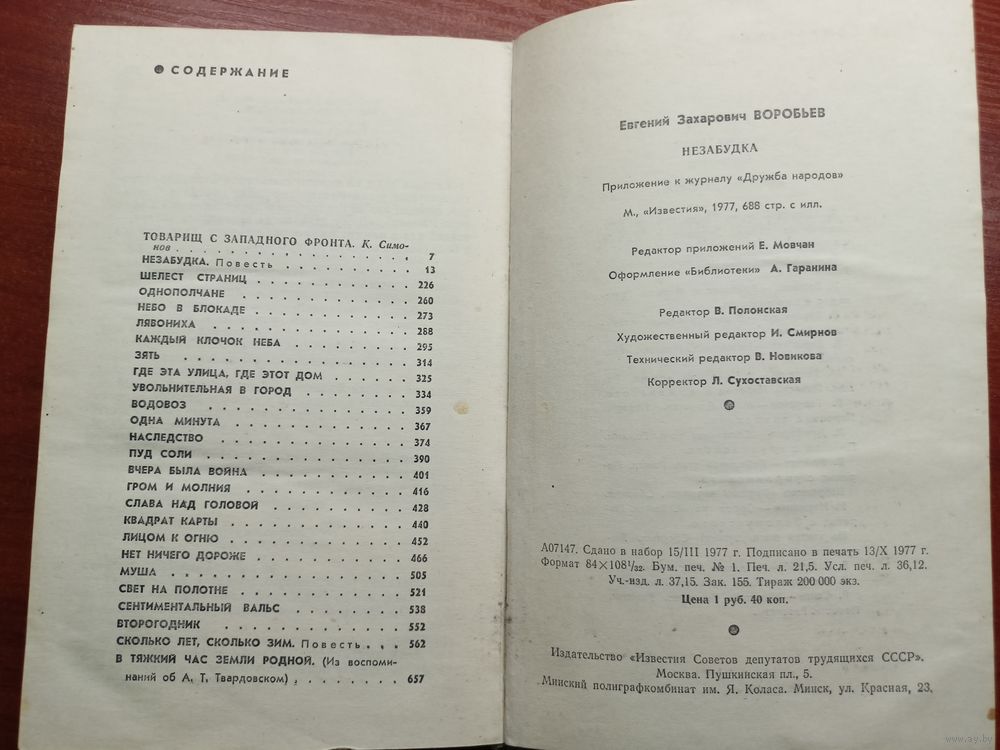 СОДЕРЖАНИЕ
ТОВАРИЩ С ЗАПАДНОГО ФРОНТА. К. Симо-
нов . . . . . . . . . . . . . . . 7
НЕЗАБУДКА. Повесть . . . . . . . . . . 13
ШЕЛЕСТ СТРАНИЦ . . . . . . . . . . . 226
ОДНОПОЛЧАНЕ . . . . . . . . . . . . 260
НЕБО В БЛОКАДЕ . . . . . . . . . . . 273
ЛЯВОНИХА . . . . . . . . . . . . . 288
КАЖДЫЙ КЛОЧОК НЕБА . . . . . . . . . 295
ЗЯТЬ . . . . . . . . . . . . . . . 314
ГДЕ ЭТА УЛИЦА, ГДЕ ЭТОТ ДОМ . . . . . . 325
УВОЛЬНИТЕЛЬНАЯ В ГОРОД . . . . . . . . 334
ВОДОВОЗ . . . . . . . . . . . . . . 359
ОДНА МИНУТА . . . . . . . . . . . . 367
НАСЛЕДСТВО . . . . . . . . . . . . . 374
ПУД СОЛИ . . . . . . . . . . . . . 390
ВЧЕРА БЫЛА ВОЙНА . . . . . . . . . . 401
ГРОМ И МОЛНИЯ . . . . . . . . . . . 416
СЛАВА НАД ГОЛОВОЙ . . . . . . . . . . 428
КВАДРАТ КАРТЫ . . . . . . . . . . . . 440
ЛИЦОМ К ОГНЮ . . . . . . . . . . . . 452
НЕТ НИЧЕГО ДОРОЖЕ . . . . . . . . . . 466
МУША . . . . . . . . . . . . . . . 505
СВЕТ НА ПОЛОТНЕ . . . . . . . . . . . 521
СЕНТИМЕНТАЛЬНЫЙ ВАЛЬС . . . . . . . . 538
ВТОРОГОДНИК . . . . . . . . . . . . 552
СКОЛЬКО ЛЕТ, СКОЛЬКО ЗИМ. Повесть . . . 562
В ТЯЖКИЙ ЧАС ЗЕМЛИ РОДНОЙ. (Из воспоми-
наний об А. Т. Твардовском) . . . . . . . . 657
Евгений Захарович ВОРОБЬЕВ
НЕЗАБУДКА
Приложение к журналу «Дружба народов»
М., «Известия», 1977, 688 стр. с илл.
Редактор приложений Е. Мовчан
Оформление «Библиотеки» А. Гаранина
Редактор В. Полонская
Художественный редактор И. Смирнов
Технический редактор В. Новикова
Корректор Л. Сухоставская
А07147. Сдано в набор 15/III 1977 г. Подписано в печать 13/X 1977 г.
Формат 84×108¹/₃₂. Бум. печ. № 1. Печ. л. 21,5. Усл. печ. л. 36,12.
Уч.-изд. л. 37,15. Зак. 155. Тираж 200 000 экз.
Цена 1 руб. 40 коп.
Издательство «Известия Советов депутатов трудящихся СССР».
Москва. Пушкинская пл., 5.
Минский полиграфкомбинат им. Я. Коласа. Минск, ул. Красная, 23.
www.ay.by